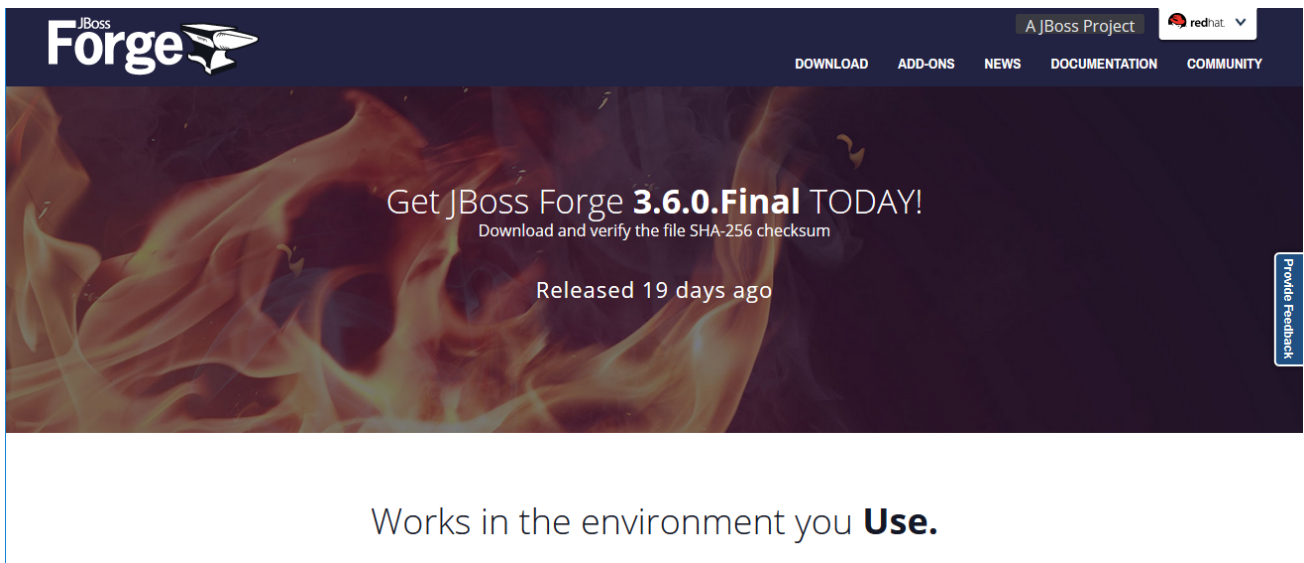 JBoss
Forge
A JBoss Project
redhat.
DOWNLOAD ADD-ONS NEWS DOCUMENTATION COMMUNITY
Get JBoss Forge 3.6.0.Final TODAY!
Download and verify the file SHA-256 checksum
Released 19 days ago
Provide Feedback
Works in the environment you Use.